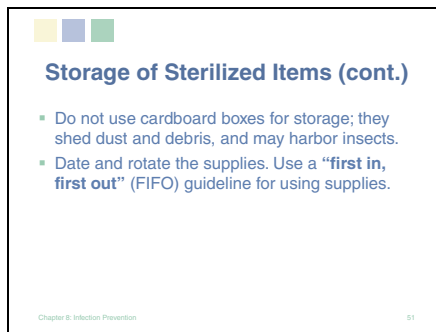 Storage of Sterilized Items (cont.)
▪ Do not use cardboard boxes for storage; they
shed dust and debris, and may harbor insects.
▪ Date and rotate the supplies. Use a “first in,
first out” (FIFO) guideline for using supplies.
Chapter 8: Infection Prevention
51